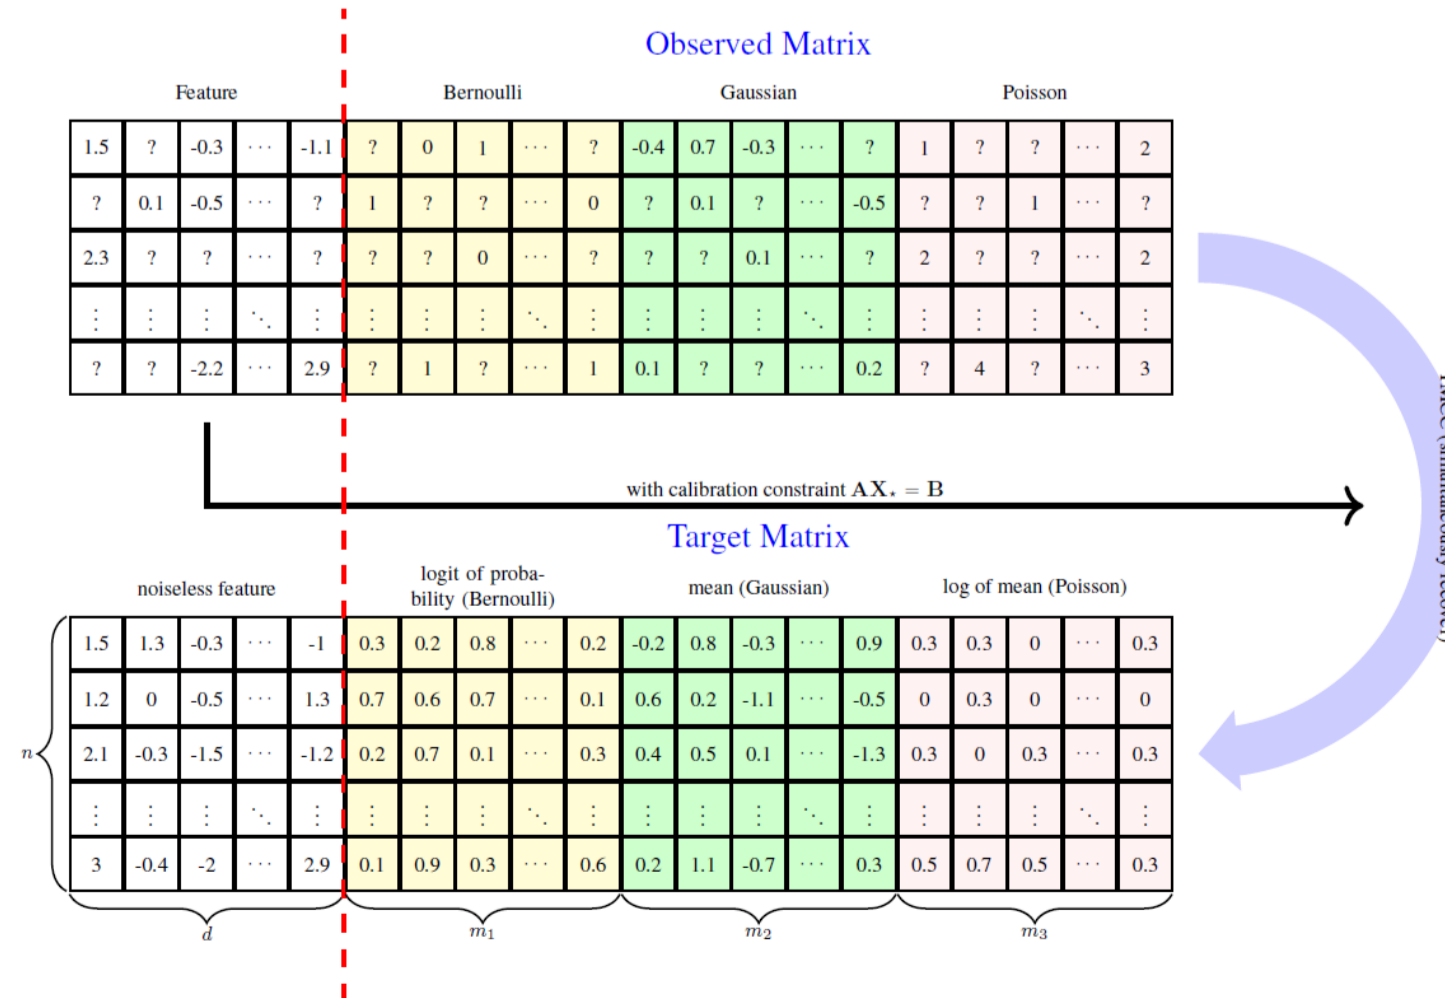 Observed Matrix
Feature Bernoulli Gaussian Poisson
1.5 ? -0.3 ··· -1.1 ? 0 1 ··· ? -0.4 0.7 -0.3 ··· ? 1 ? ? ··· 2
? 0.1 -0.5 ··· ? 1 ? ? ··· 0 ? 0.1 ? ··· -0.5 ? ? 1 ··· ?
2.3 ? ? ··· ? ? ? 0 ··· ? ? ? 0.1 ··· ? 2 ? ? ··· 2
⋮ ⋮ ⋮ ⋱ ⋮ ⋮ ⋮ ⋮ ⋱ ⋮ ⋮ ⋮ ⋮ ⋱ ⋮ ⋮ ⋮ ⋮ ⋱ ⋮
? ? -2.2 ··· 2.9 ? 1 ? ··· 1 0.1 ? ? ··· 0.2 ? 4 ? ··· 3
with calibration constraint AX⋆ = B
Target Matrix
noiseless feature
logit of proba-
bility (Bernoulli)
mean (Gaussian)
log of mean (Poisson)
1.5 1.3 -0.3 ··· -1 0.3 0.2 0.8 ··· 0.2 -0.2 0.8 -0.3 ··· 0.9 0.3 0.3 0 ··· 0.3
1.2 0 -0.5 ··· 1.3 0.7 0.6 0.7 ··· 0.1 0.6 0.2 -1.1 ··· -0.5 0 0.3 0 ··· 0
n 2.1 -0.3 -1.5 ··· -1.2 0.2 0.7 0.1 ··· 0.3 0.4 0.5 0.1 ··· -1.3 0.3 0 0.3 ··· 0.3
⋮ ⋮ ⋮ ⋱ ⋮ ⋮ ⋮ ⋮ ⋱ ⋮ ⋮ ⋮ ⋮ ⋱ ⋮ ⋮ ⋮ ⋮ ⋱ ⋮
3 -0.4 -2 ··· 2.9 0.1 0.9 0.3 ··· 0.6 0.2 1.1 -0.7 ··· 0.3 0.5 0.7 0.5 ··· 0.3
d m₁ m₂ m₃